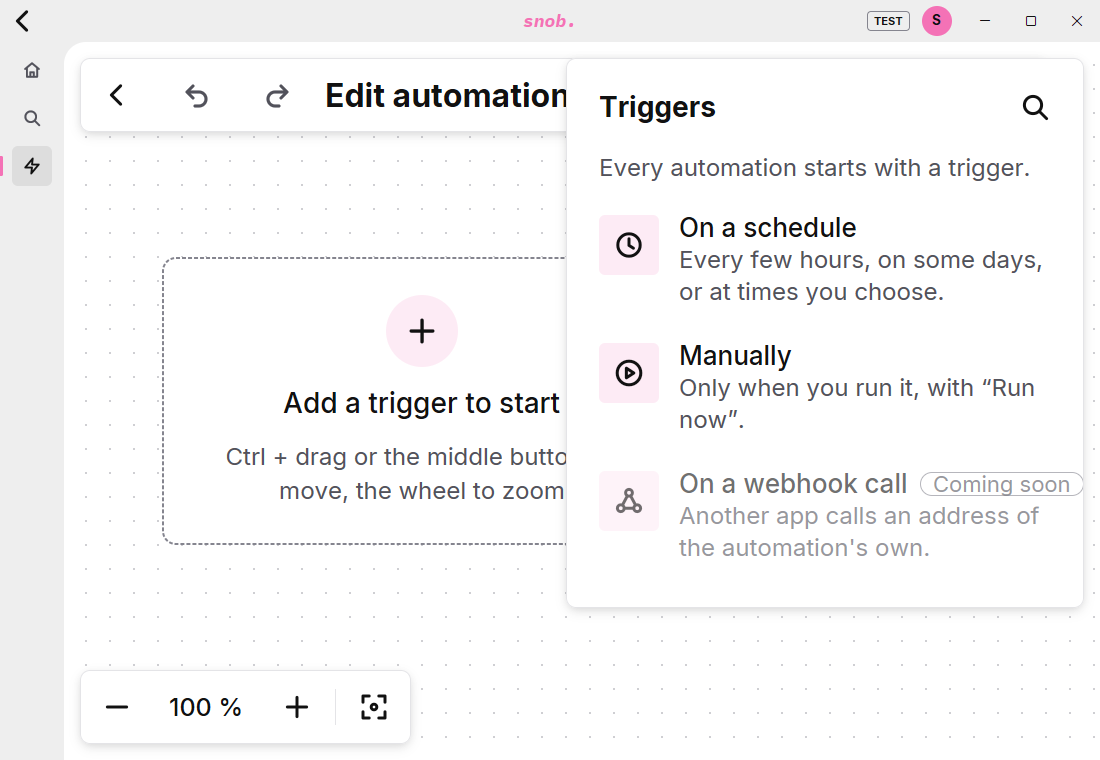 snob.
TEST
S
Edit automation
Triggers
Every automation starts with a trigger.
On a schedule
Every few hours, on some days,
or at times you choose.
Manually
Only when you run it, with “Run
now”.
On a webhook call
Coming soon
Another app calls an address of
the automation's own.
Add a trigger to start
Ctrl + drag or the middle
move, the wheel to zoom
100 %